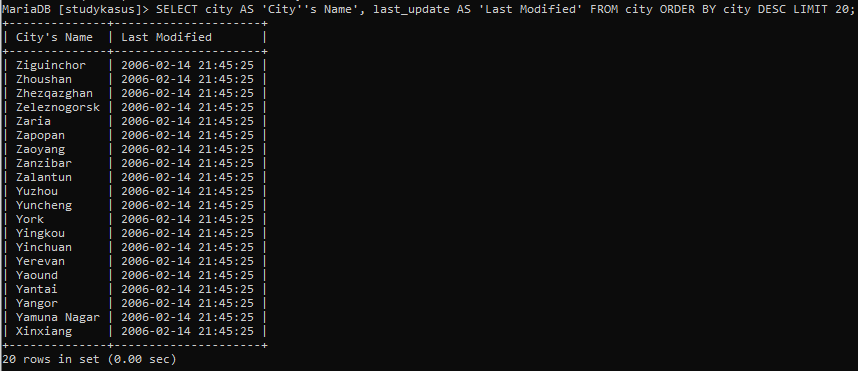 MariaDB [studykasus]> SELECT city AS 'City''s Name', last_update AS 'Last Modified' FROM city ORDER BY city DESC LIMIT 20;
+--------------+---------------------+
| City's Name  | Last Modified       |
+--------------+---------------------+
| Ziguinchor   | 2006-02-14 21:45:25 |
| Zhoushan     | 2006-02-14 21:45:25 |
| Zhezqazghan  | 2006-02-14 21:45:25 |
| Zeleznogorsk | 2006-02-14 21:45:25 |
| Zaria        | 2006-02-14 21:45:25 |
| Zapopan      | 2006-02-14 21:45:25 |
| Zaoyang      | 2006-02-14 21:45:25 |
| Zanzibar     | 2006-02-14 21:45:25 |
| Zalantun     | 2006-02-14 21:45:25 |
| Yuzhou       | 2006-02-14 21:45:25 |
| Yuncheng     | 2006-02-14 21:45:25 |
| York         | 2006-02-14 21:45:25 |
| Yingkou      | 2006-02-14 21:45:25 |
| Yinchuan     | 2006-02-14 21:45:25 |
| Yerevan      | 2006-02-14 21:45:25 |
| Yaound       | 2006-02-14 21:45:25 |
| Yantai       | 2006-02-14 21:45:25 |
| Yangor       | 2006-02-14 21:45:25 |
| Yamuna Nagar | 2006-02-14 21:45:25 |
| Xinxiang     | 2006-02-14 21:45:25 |
+--------------+---------------------+
20 rows in set (0.00 sec)